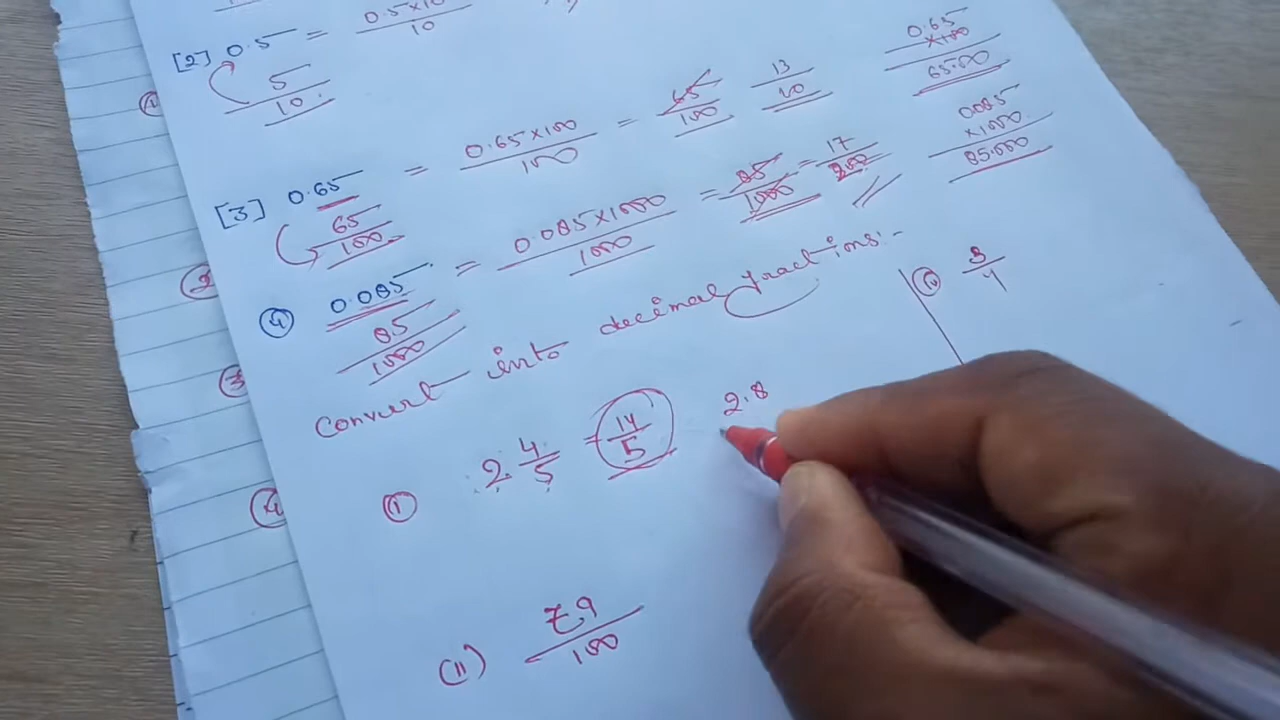 [2] 0.5 = 0.5×10 / 10
5/10.
[3] 0.65 = 0.65×100 / 100 = 65/100 13/20
65/100
0.65
×100
65.00
④ 0.085 = 0.085×1000 / 1000 = 85/1000 = 17/200
85/1000
0.085
×1000
85.000
Convert into decimal fractions:-
① 2 4/5 = 14/5 2.8
(11) 79/100
3/4